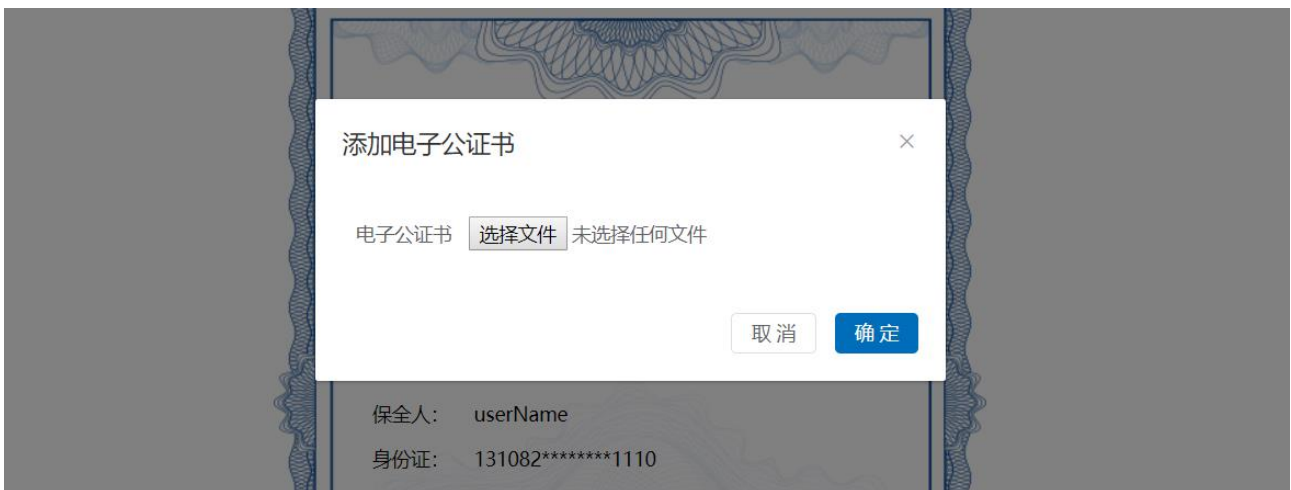 添加电子公证书 ×
电子公证书 选择文件 未选择任何文件
取消 确定
保全人: userName
身份证: 131082********1110